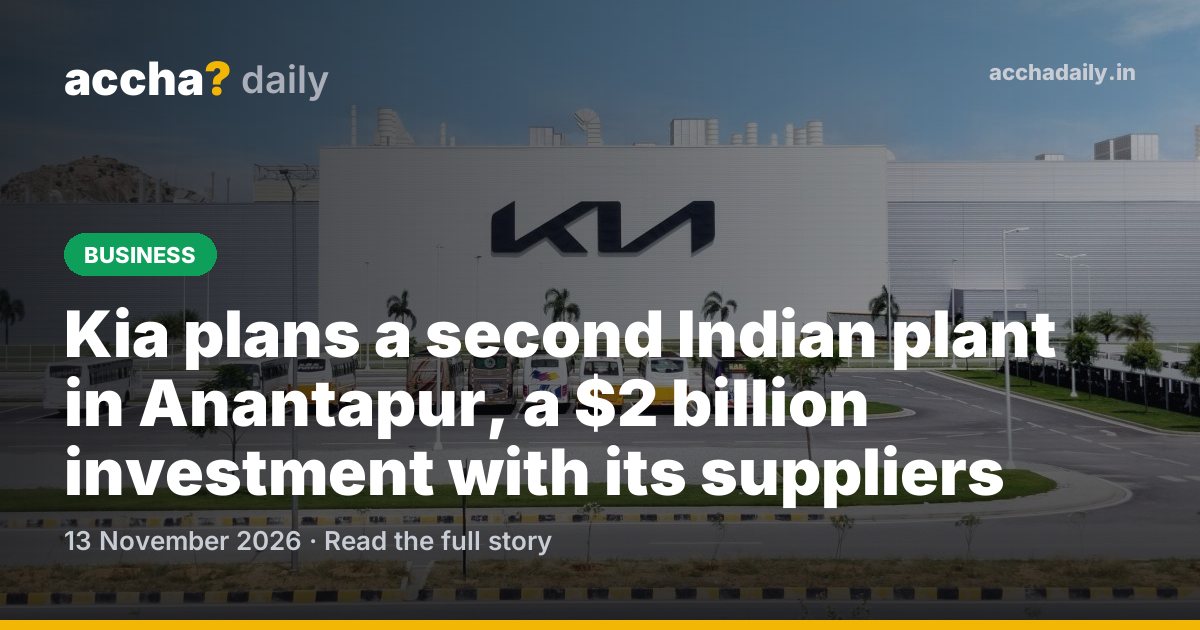 accha? daily
acchadaily.in
KIA
BUSINESS
Kia plans a second Indian plant
in Anantapur, a $2 billion
investment with its suppliers
13 November 2026 · Read the full story